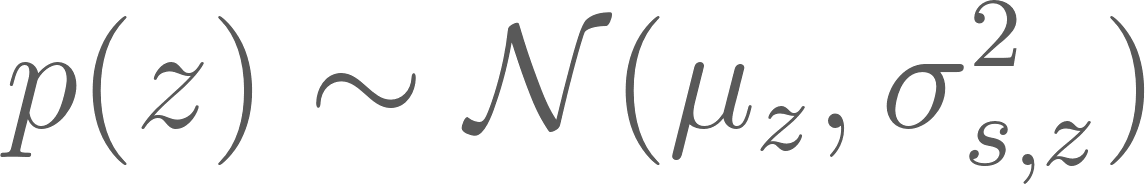 p(z) ∼ 𝒩(μ_z, σ²_{s,z})